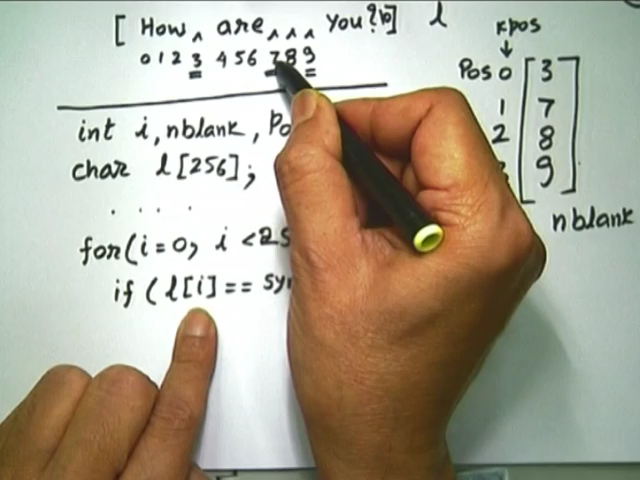 [ How ^ are ^ ^ ^ you?b] l
0 1 2 3 4 5 6 7 8 9
int i, nblank, Po
char l[256];
. . . .
for(i=0; i <25
if (l[i] == sy
kpos
↓
Pos 0 3
1 7
2 8
9
nblank